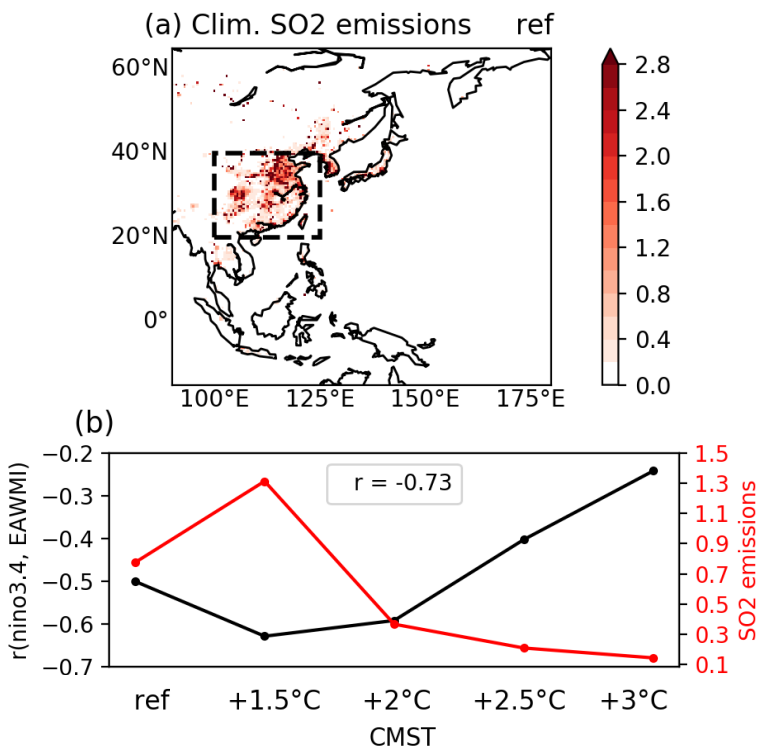 (a) Clim. SO2 emissions ref
60°N
40°N
20°N
0°
100°E 125°E 150°E 175°E
2.8
2.4
2.0
1.6
1.2
0.8
0.4
0.0
(b)
r(nino3.4, EAWMI)
−0.2
−0.3
−0.4
−0.5
−0.6
−0.7
r = -0.73
1.5
1.3
1.1
0.9
0.7
0.5
0.3
0.1
SO2 emissions
ref +1.5°C +2°C +2.5°C +3°C
CMST